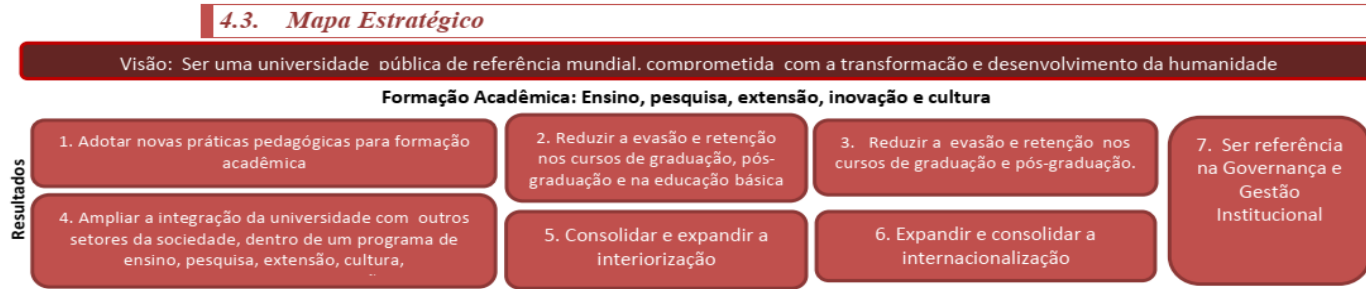 4.3. Mapa Estratégico
Visão: Ser uma universidade pública de referência mundial, comprometida com a transformação e desenvolvimento da humanidade
Formação Acadêmica: Ensino, pesquisa, extensão, inovação e cultura
Resultados
1. Adotar novas práticas pedagógicas para formação
acadêmica
2. Reduzir a evasão e retenção
nos cursos de graduação, pós-
graduação e na educação básica
3. Reduzir a evasão e retenção nos
cursos de graduação e pós-graduação.
7. Ser referência
na Governança e
Gestão
Institucional
4. Ampliar a integração da universidade com outros
setores da sociedade, dentro de um programa de
ensino, pesquisa, extensão, cultura,
5. Consolidar e expandir a
interiorização
6. Expandir e consolidar a
internacionalização